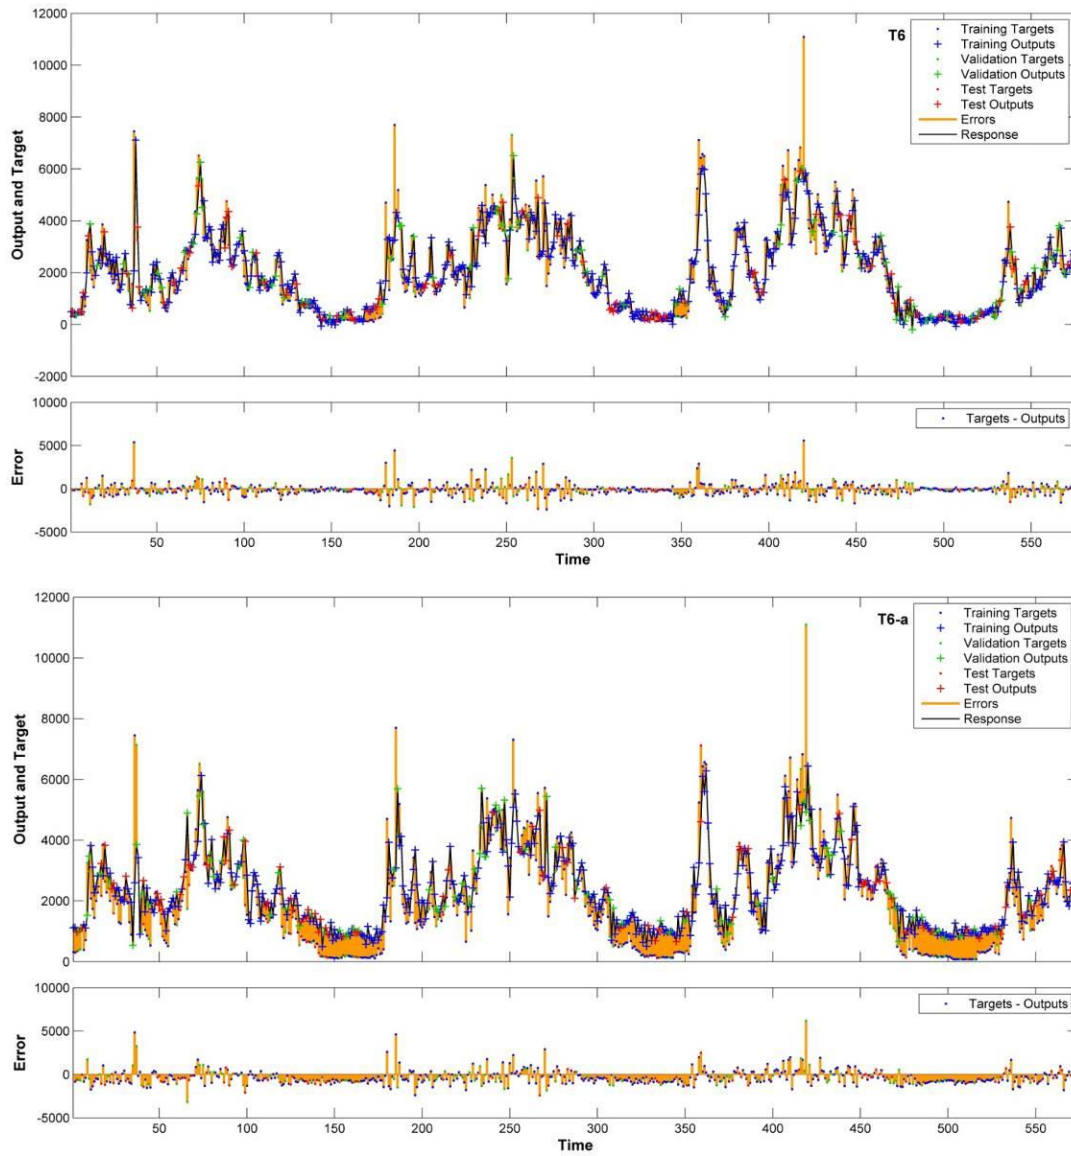 12000
10000
8000
6000
4000
2000
0
-2000
Output and Target
T6
Training Targets
Training Outputs
Validation Targets
Validation Outputs
Test Targets
Test Outputs
Errors
Response
10000
5000
0
-5000
Error
Targets - Outputs
50 100 150 200 250 300 350 400 450 500 550
Time
12000
10000
8000
6000
4000
2000
0
Output and Target
T6-a
Training Targets
Training Outputs
Validation Targets
Validation Outputs
Test Targets
Test Outputs
Errors
Response
10000
5000
0
-5000
Error
Targets - Outputs
50 100 150 200 250 300 350 400 450 500 550
Time